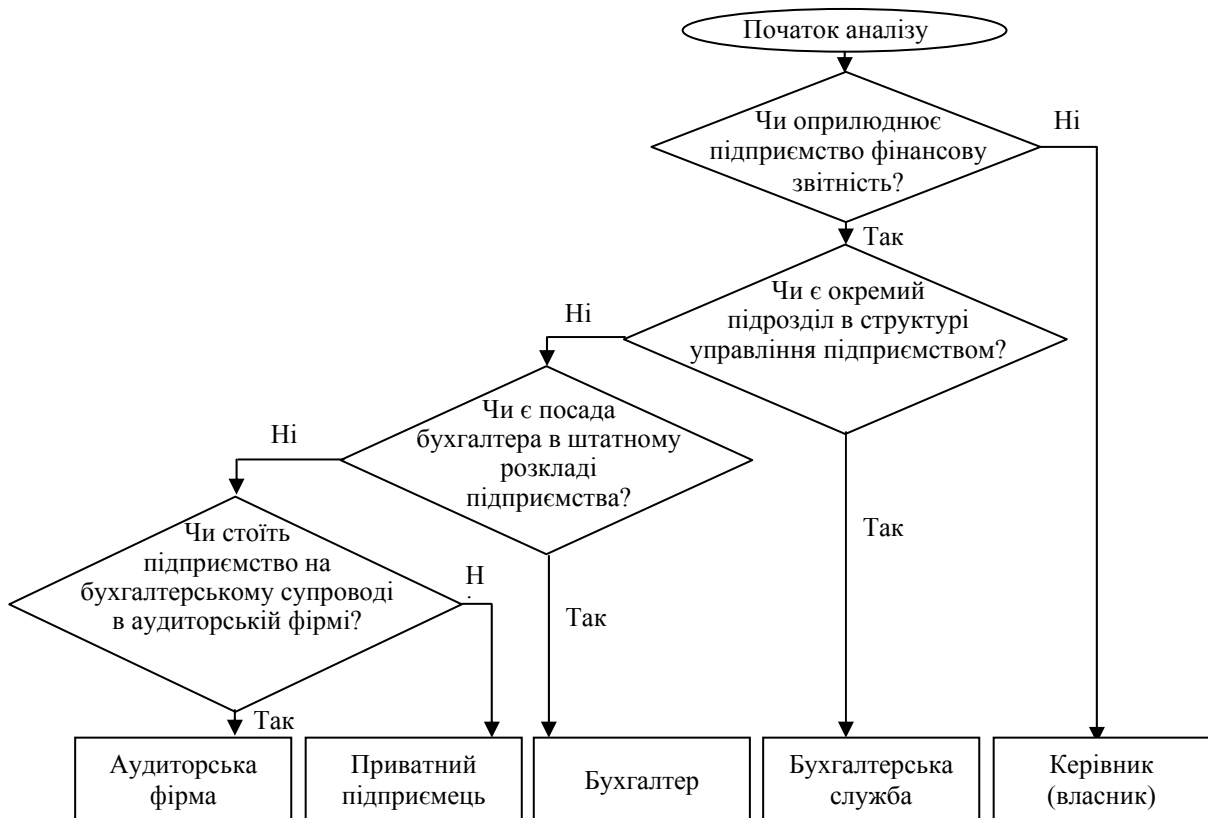 Початок аналізу
Чи оприлюднює
підприємство фінансову
звітність?
Ні
Так
Чи є окремий
підрозділ в структурі
управління підприємством?
Ні
Чи є посада
бухгалтера в штатному
розкладі
підприємства?
Ні
Так
Чи стоїть
підприємство на
бухгалтерському супроводі
в аудиторській фірмі?
Н
Так
Так
Аудиторська
фірма
Приватний
підприємець
Бухгалтер
Бухгалтерська
служба
Керівник
(власник)